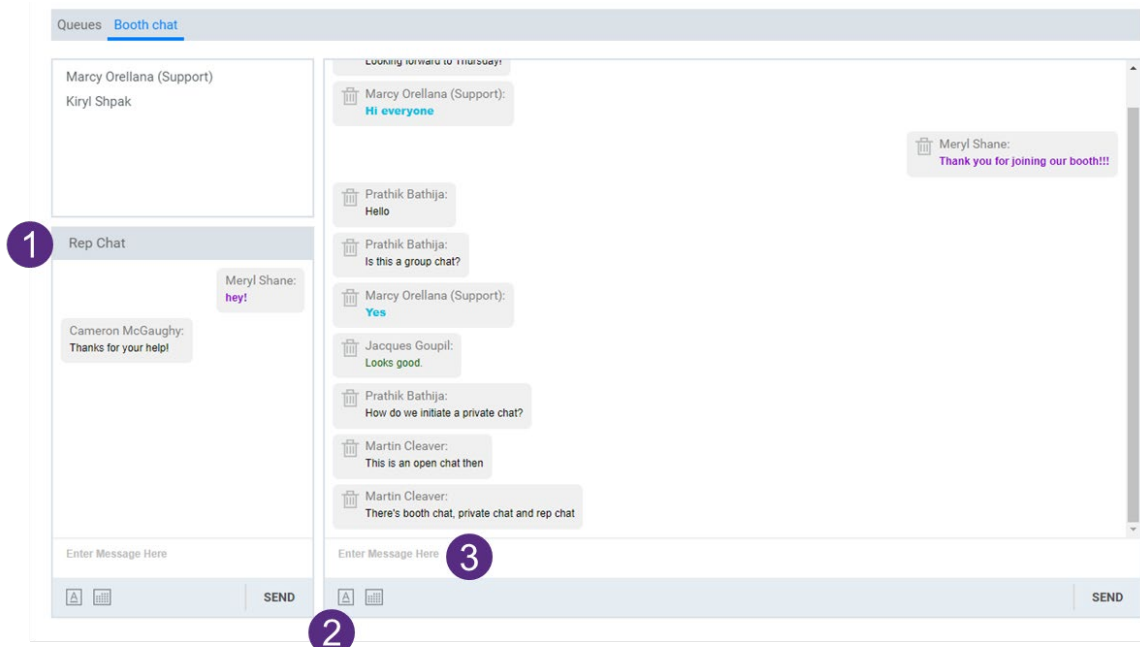 Queues Booth chat
Marcy Orellana (Support)
Kiryl Shpak
1
Rep Chat
Meryl Shane:
hey!
Cameron McGaughy:
Thanks for your help!
Enter Message Here
A
SEND
Looking forward to Thursday!
Marcy Orellana (Support):
Hi everyone
Meryl Shane:
Thank you for joining our booth!!!
Prathik Bathija:
Hello
Prathik Bathija:
Is this a group chat?
Marcy Orellana (Support):
Yes
Jacques Goupil:
Looks good.
Prathik Bathija:
How do we initiate a private chat?
Martin Cleaver:
This is an open chat then
Martin Cleaver:
There's booth chat, private chat and rep chat
Enter Message Here
3
A
SEND
2